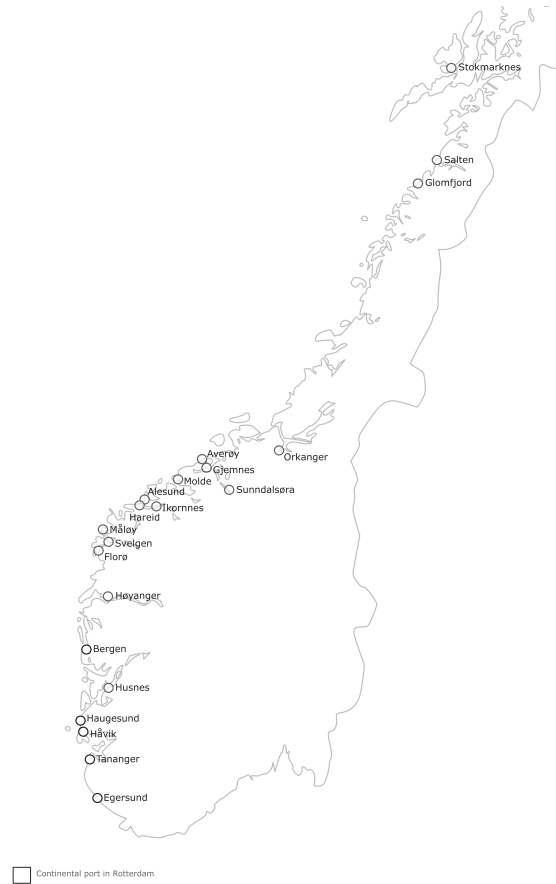 Stokmarknes
Salten
Glomfjord
Averøy
Orkanger
Gjemnes
Molde
Sunndalsøra
Alesund
Ikornnes
Hareid
Måløy
Svelgen
Florø
Høyanger
Bergen
Husnes
Haugesund
Håvik
Tananger
Egersund
Continental port in Rotterdam